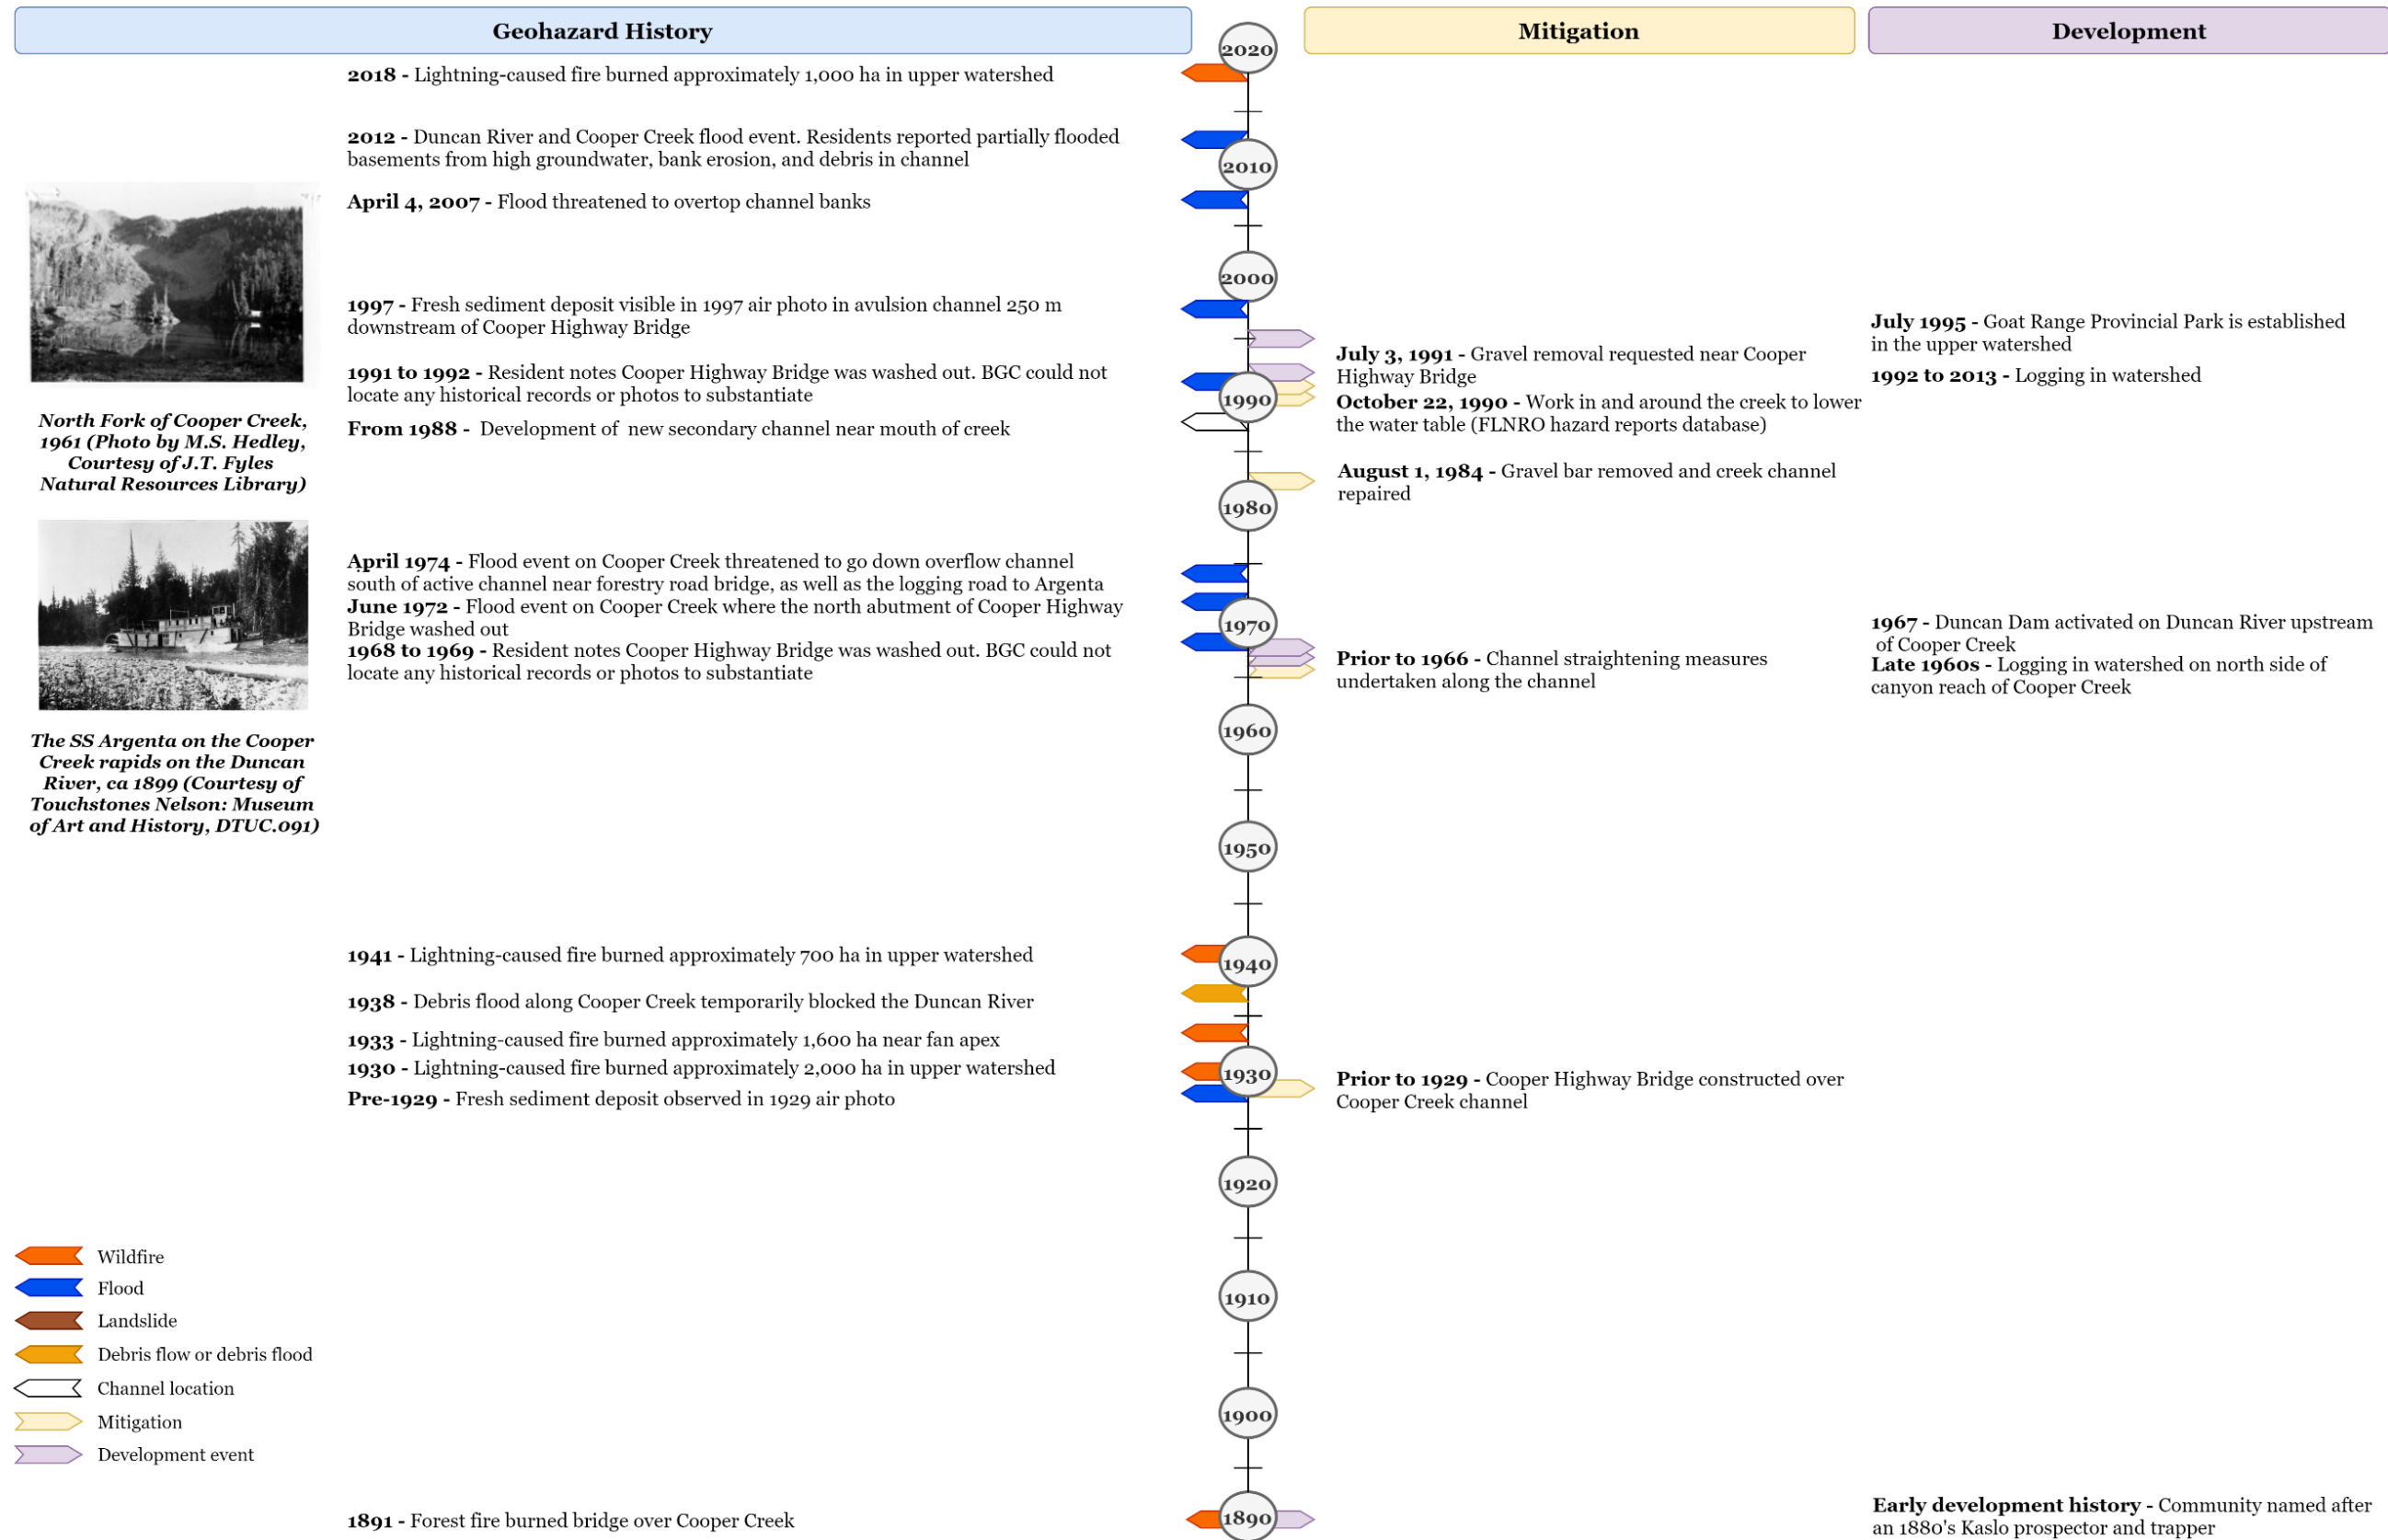 Geohazard History
Mitigation
Development
2018 - Lightning-caused fire burned approximately 1,000 ha in upper watershed
2012 - Duncan River and Cooper Creek flood event. Residents reported partially flooded
basements from high groundwater, bank erosion, and debris in channel
April 4, 2007 - Flood threatened to overtop channel banks
1997 - Fresh sediment deposit visible in 1997 air photo in avulsion channel 250 m
downstream of Cooper Highway Bridge
1991 to 1992 - Resident notes Cooper Highway Bridge was washed out. BGC could not
locate any historical records or photos to substantiate
From 1988 - Development of new secondary channel near mouth of creek
North Fork of Cooper Creek,
1961 (Photo by M.S. Hedley,
Courtesy of J.T. Fyles
Natural Resources Library)
April 1974 - Flood event on Cooper Creek threatened to go down overflow channel
south of active channel near forestry road bridge, as well as the logging road to Argenta
June 1972 - Flood event on Cooper Creek where the north abutment of Cooper Highway
Bridge washed out
1968 to 1969 - Resident notes Cooper Highway Bridge was washed out. BGC could not
locate any historical records or photos to substantiate
The SS Argenta on the Cooper
Creek rapids on the Duncan
River, ca 1899 (Courtesy of
Touchstones Nelson: Museum
of Art and History, DTUC.091)
1941 - Lightning-caused fire burned approximately 700 ha in upper watershed
1938 - Debris flood along Cooper Creek temporarily blocked the Duncan River
1933 - Lightning-caused fire burned approximately 1,600 ha near fan apex
1930 - Lightning-caused fire burned approximately 2,000 ha in upper watershed
Pre-1929 - Fresh sediment deposit observed in 1929 air photo
1891 - Forest fire burned bridge over Cooper Creek
Wildfire
Flood
Landslide
Debris flow or debris flood
Channel location
Mitigation
Development event
2020
2010
2000
1990
1980
1970
1960
1950
1940
1930
1920
1910
1900
1890
July 3, 1991 - Gravel removal requested near Cooper
Highway Bridge
October 22, 1990 - Work in and around the creek to lower
the water table (FLNRO hazard reports database)
August 1, 1984 - Gravel bar removed and creek channel
repaired
Prior to 1966 - Channel straightening measures
undertaken along the channel
Prior to 1929 - Cooper Highway Bridge constructed over
Cooper Creek channel
July 1995 - Goat Range Provincial Park is established
in the upper watershed
1992 to 2013 - Logging in watershed
1967 - Duncan Dam activated on Duncan River upstream
of Cooper Creek
Late 1960s - Logging in watershed on north side of
canyon reach of Cooper Creek
Early development history - Community named after
an 1880's Kaslo prospector and trapper